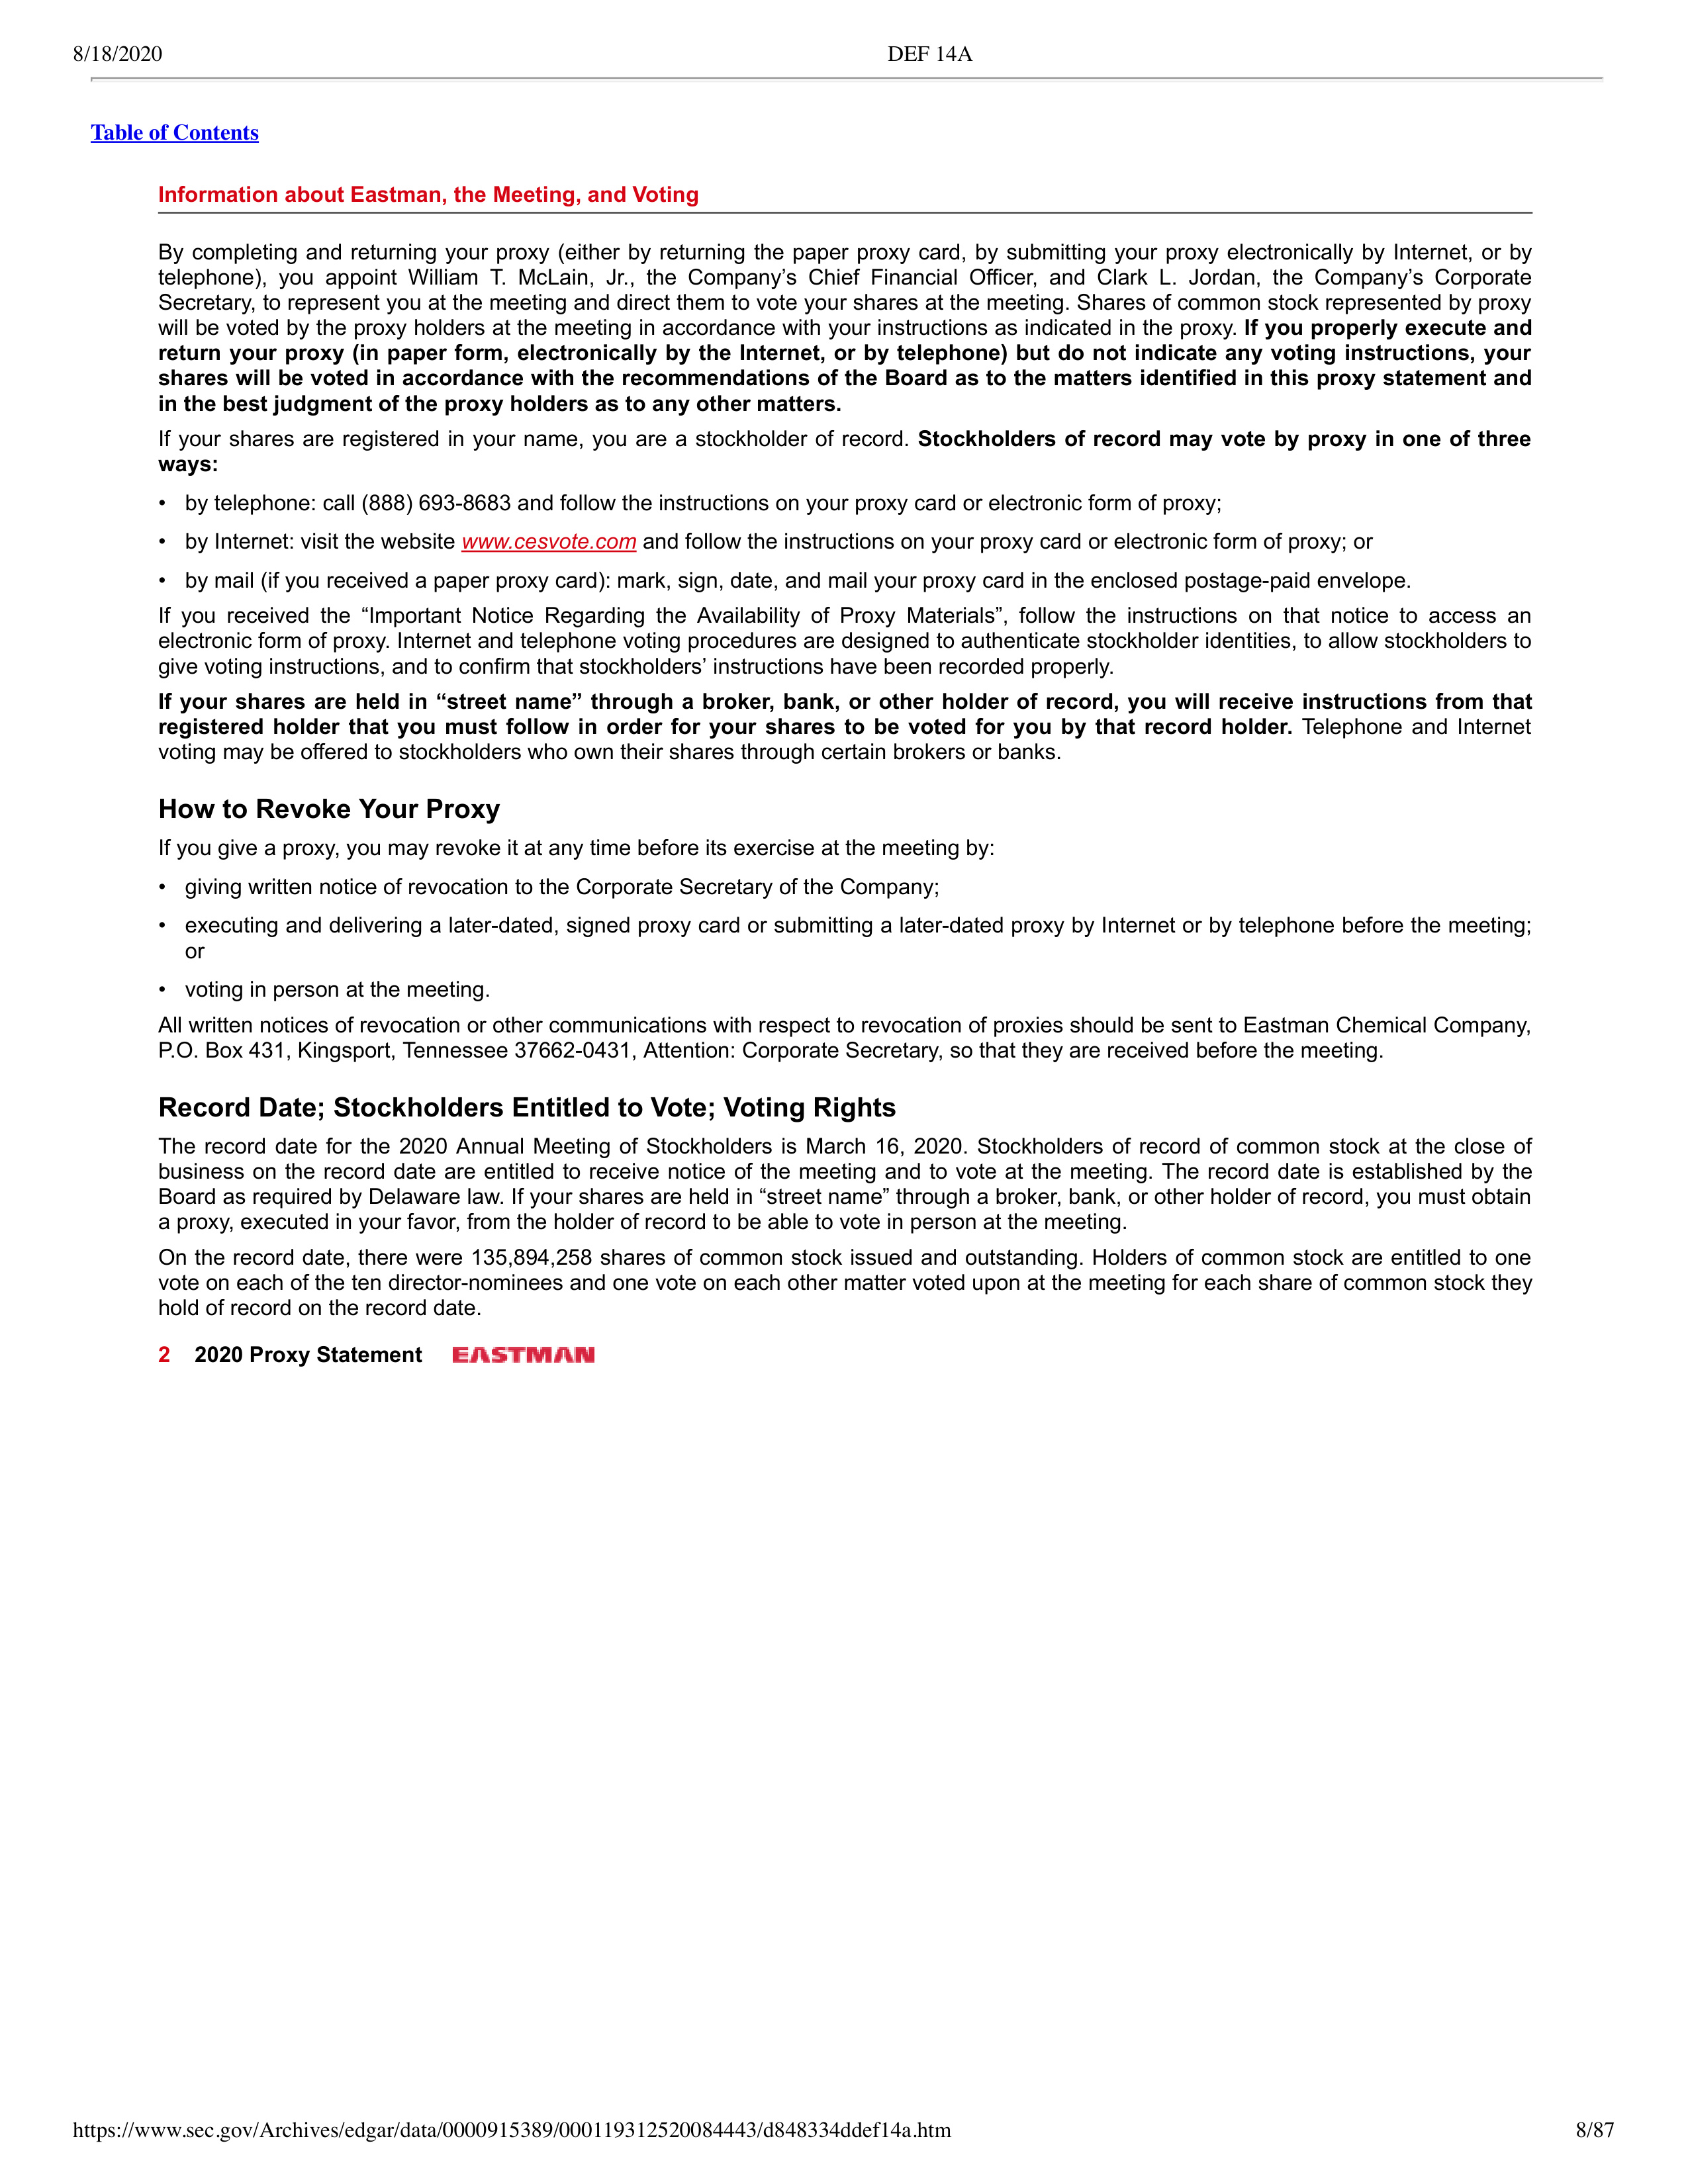 8/18/2020
DEF 14A
Table of Contents
Information about Eastman, the Meeting, and Voting
By completing and returning your proxy (either by returning the paper proxy card, by submitting your proxy electronically by Internet, or by
telephone), you appoint William T. McLain, Jr., the Company’s Chief Financial Officer, and Clark L. Jordan, the Company’s Corporate
Secretary, to represent you at the meeting and direct them to vote your shares at the meeting. Shares of common stock represented by proxy
will be voted by the proxy holders at the meeting in accordance with your instructions as indicated in the proxy. If you properly execute and
return your proxy (in paper form, electronically by the Internet, or by telephone) but do not indicate any voting instructions, your
shares will be voted in accordance with the recommendations of the Board as to the matters identified in this proxy statement and
in the best judgment of the proxy holders as to any other matters.
If your shares are registered in your name, you are a stockholder of record. Stockholders of record may vote by proxy in one of three
ways:
• by telephone: call (888) 693-8683 and follow the instructions on your proxy card or electronic form of proxy;
• by Internet: visit the website www.cesvote.com and follow the instructions on your proxy card or electronic form of proxy; or
• by mail (if you received a paper proxy card): mark, sign, date, and mail your proxy card in the enclosed postage-paid envelope.
If you received the “Important Notice Regarding the Availability of Proxy Materials”, follow the instructions on that notice to access an
electronic form of proxy. Internet and telephone voting procedures are designed to authenticate stockholder identities, to allow stockholders to
give voting instructions, and to confirm that stockholders’ instructions have been recorded properly.
If your shares are held in “street name” through a broker, bank, or other holder of record, you will receive instructions from that
registered holder that you must follow in order for your shares to be voted for you by that record holder. Telephone and Internet
voting may be offered to stockholders who own their shares through certain brokers or banks.
How to Revoke Your Proxy
If you give a proxy, you may revoke it at any time before its exercise at the meeting by:
• giving written notice of revocation to the Corporate Secretary of the Company;
• executing and delivering a later-dated, signed proxy card or submitting a later-dated proxy by Internet or by telephone before the meeting;
or
• voting in person at the meeting.
All written notices of revocation or other communications with respect to revocation of proxies should be sent to Eastman Chemical Company,
P.O. Box 431, Kingsport, Tennessee 37662-0431, Attention: Corporate Secretary, so that they are received before the meeting.
Record Date; Stockholders Entitled to Vote; Voting Rights
The record date for the 2020 Annual Meeting of Stockholders is March 16, 2020. Stockholders of record of common stock at the close of
business on the record date are entitled to receive notice of the meeting and to vote at the meeting. The record date is established by the
Board as required by Delaware law. If your shares are held in “street name” through a broker, bank, or other holder of record, you must obtain
a proxy, executed in your favor, from the holder of record to be able to vote in person at the meeting.
On the record date, there were 135,894,258 shares of common stock issued and outstanding. Holders of common stock are entitled to one
vote on each of the ten director-nominees and one vote on each other matter voted upon at the meeting for each share of common stock they
hold of record on the record date.
2 2020 Proxy Statement EASTMAN
https://www.sec.gov/Archives/edgar/data/0000915389/000119312520084443/d848334ddef14a.htm
8/87